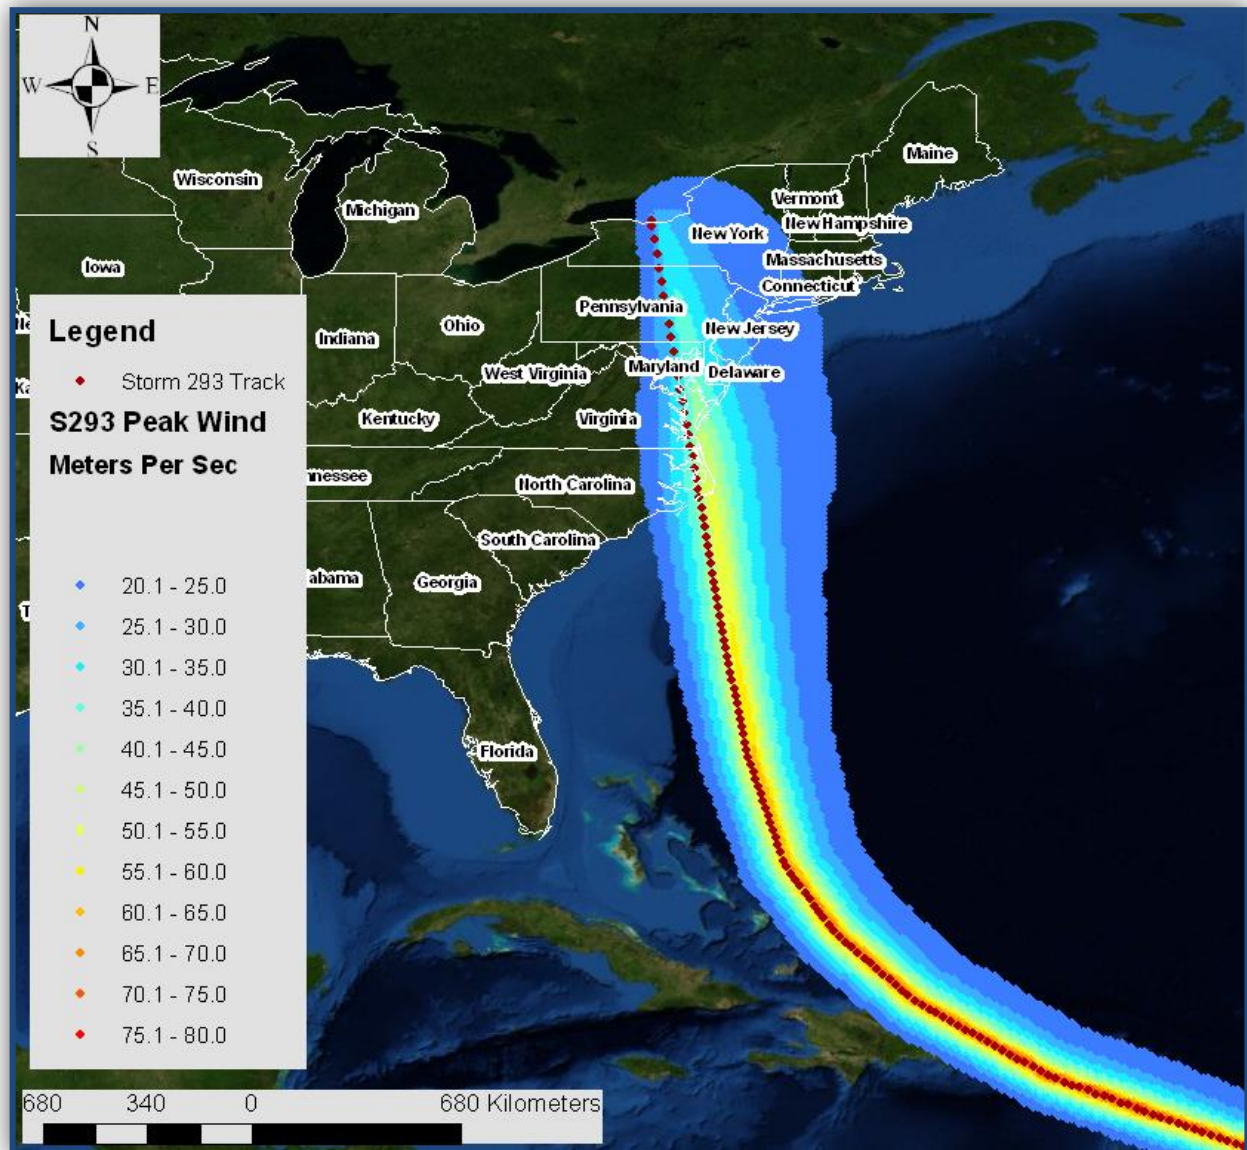 N
W E
S
Maine
Wisconsin
Vermont
Michigan
New Hampshire
New York
Massachusetts
Iowa
Connecticut
Pennsylvania
New Jersey
Ohio
Indiana
Maryland
Delaware
West Virginia
Kentucky
Virginia
nnessee
North Carolina
South Carolina
abama
Georgia
Florida
Legend
Storm 293 Track
S293 Peak Wind
Meters Per Sec
20.1 - 25.0
25.1 - 30.0
30.1 - 35.0
35.1 - 40.0
40.1 - 45.0
45.1 - 50.0
50.1 - 55.0
55.1 - 60.0
60.1 - 65.0
65.1 - 70.0
70.1 - 75.0
75.1 - 80.0
680 340 0 680 Kilometers